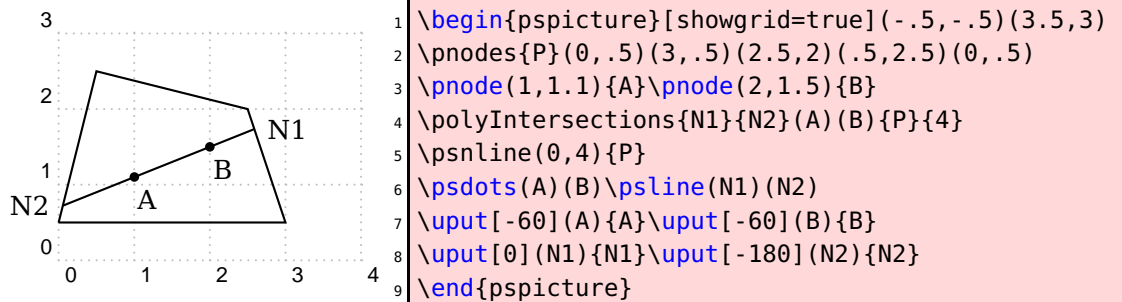 3
2
1
0
0 1 2 3 4
N1
B
A
N2
1 \begin{pspicture}[showgrid=true](-.5,-.5)(3.5,3)
2 \pnodes{P}(0,.5)(3,.5)(2.5,2)(.5,2.5)(0,.5)
3 \pnode(1,1.1){A}\pnode(2,1.5){B}
4 \polyIntersections{N1}{N2}(A)(B){P}{4}
5 \psnline(0,4){P}
6 \psdots(A)(B)\psline(N1)(N2)
7 \uput[-60](A){A}\uput[-60](B){B}
8 \uput[0](N1){N1}\uput[-180](N2){N2}
9 \end{pspicture}